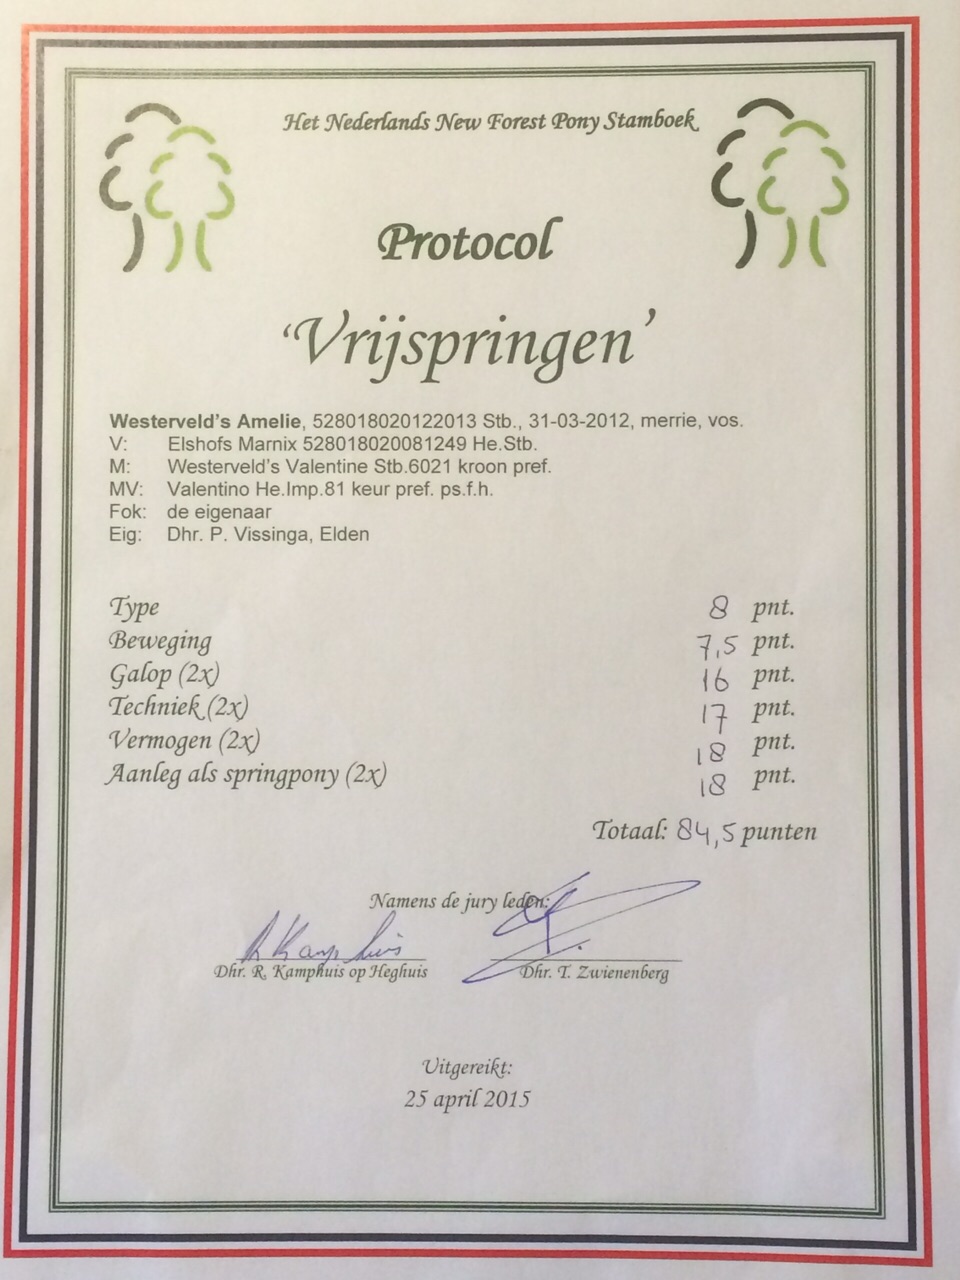 Het Nederlands New Forest Pony Stamboek
Protocol
‘Vrijspringen’
Westerveld's Amelie, 528018020122013 Stb., 31-03-2012, merrie, vos.
V: Elshofs Marnix 528018020081249 He.Stb.
M: Westerveld's Valentine Stb.6021 kroon pref.
MV: Valentino He.Imp.81 keur pref. ps.f.h.
Fok: de eigenaar
Eig: Dhr. P. Vissinga, Elden
Type 8 pnt.
Beweging 7,5 pnt.
Galop (2x) 16 pnt.
Techniek (2x) 17 pnt.
Vermogen (2x) 18 pnt.
Aanleg als springpony (2x) 18 pnt.
Totaal: 84,5 punten
Namens de jury leden:
R Kamphuis
Dhr. R. Kamphuis op Heghuis Dhr. T. Zwienenberg
Uitgereikt:
25 april 2015